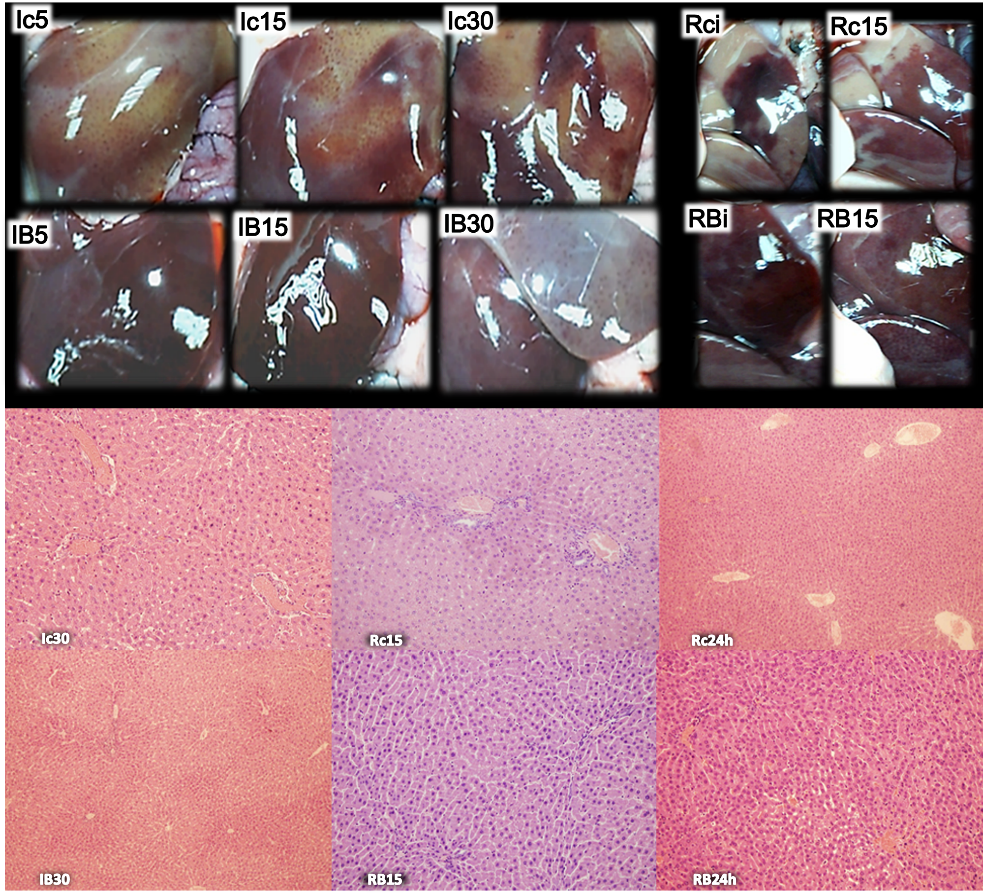 Ic5
Ic15
Ic30
Rci
Rc15
IB5
IB15
IB30
RBi
RB15
Ic30
Rc15
Rc24h
IB30
RB15
RB24h